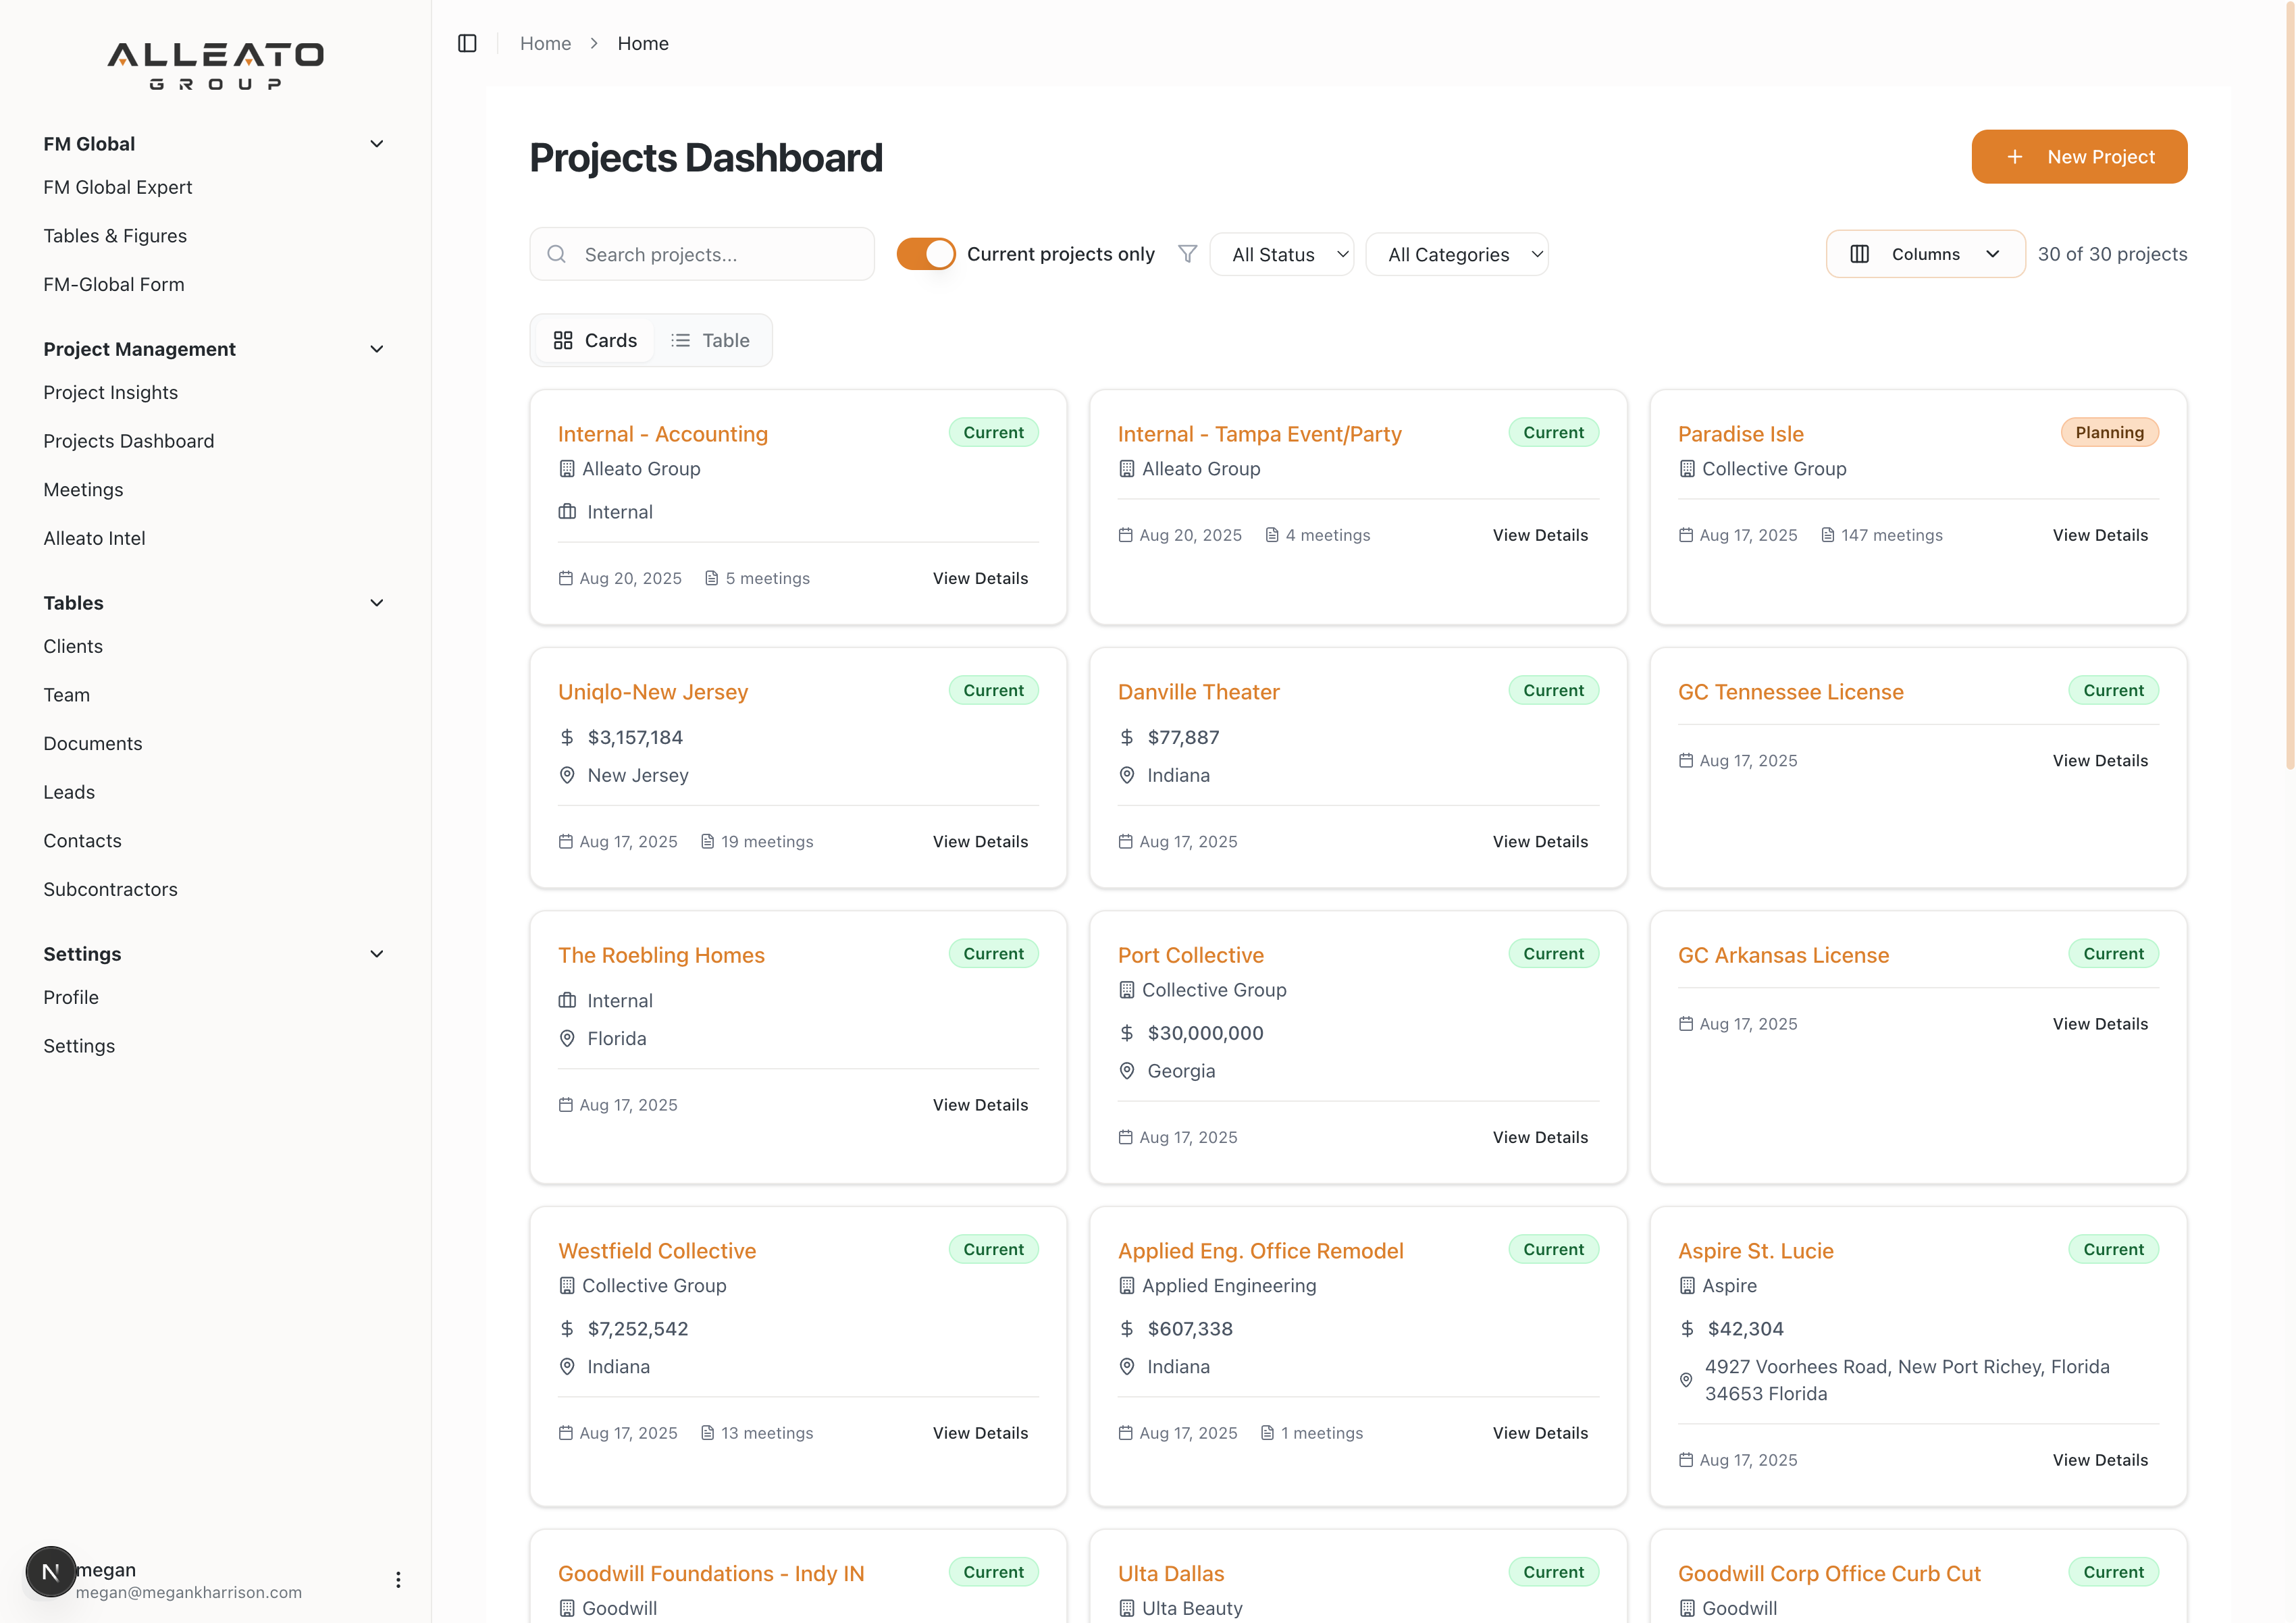 ALLEATO
GROUP
FM Global
FM Global Expert
Tables & Figures
FM-Global Form
Project Management
Project Insights
Projects Dashboard
Meetings
Alleato Intel
Tables
Clients
Team
Documents
Leads
Contacts
Subcontractors
Settings
Profile
Settings
N
megan
megan@megankharrison.com
Home > Home
Projects Dashboard
+ New Project
Search projects...
Current projects only
All Status
All Categories
Columns
30 of 30 projects
Cards
Table
Internal - Accounting
Current
Alleato Group
Internal
Aug 20, 2025
5 meetings
View Details
Internal - Tampa Event/Party
Current
Alleato Group
Aug 20, 2025
4 meetings
View Details
Paradise Isle
Planning
Collective Group
Aug 17, 2025
147 meetings
View Details
Uniqlo-New Jersey
Current
$ $3,157,184
New Jersey
Aug 17, 2025
19 meetings
View Details
Danville Theater
Current
$ $77,887
Indiana
Aug 17, 2025
View Details
GC Tennessee License
Current
Aug 17, 2025
View Details
The Roebling Homes
Current
Internal
Florida
Aug 17, 2025
View Details
Port Collective
Current
Collective Group
$ $30,000,000
Georgia
Aug 17, 2025
View Details
GC Arkansas License
Current
Aug 17, 2025
View Details
Westfield Collective
Current
Collective Group
$ $7,252,542
Indiana
Aug 17, 2025
13 meetings
View Details
Applied Eng. Office Remodel
Current
Applied Engineering
$ $607,338
Indiana
Aug 17, 2025
1 meetings
View Details
Aspire St. Lucie
Current
Aspire
$ $42,304
4927 Voorhees Road, New Port Richey, Florida
34653 Florida
Aug 17, 2025
View Details
Goodwill Foundations - Indy IN
Current
Goodwill
Ulta Dallas
Current
Ulta Beauty
Goodwill Corp Office Curb Cut
Current
Goodwill